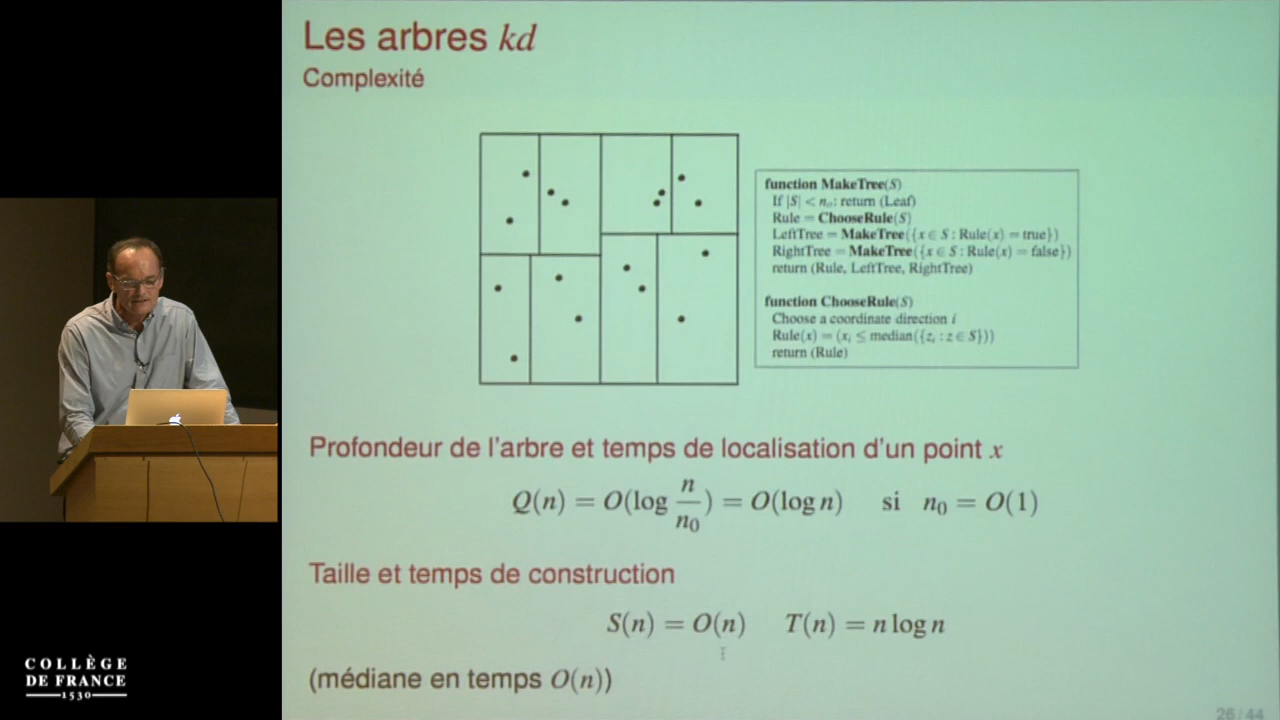 Les arbres kd
Complexité
function MakeTree(S)
If |S| < n₀: return (Leaf)
Rule = ChooseRule(S)
LeftTree = MakeTree({x ∈ S : Rule(x) = true})
RightTree = MakeTree({x ∈ S : Rule(x) = false})
return (Rule, LeftTree, RightTree)
function ChooseRule(S)
Choose a coordinate direction i
Rule(x) = (xᵢ ≤ median({zᵢ : z ∈ S}))
return (Rule)
Profondeur de l'arbre et temps de localisation d'un point x
Q(n) = O(log n/n₀) = O(log n) si n₀ = O(1)
Taille et temps de construction
S(n) = O(n) T(n) = n log n
(médiane en temps O(n))
26 / 44
COLLÈGE
DE FRANCE
1530